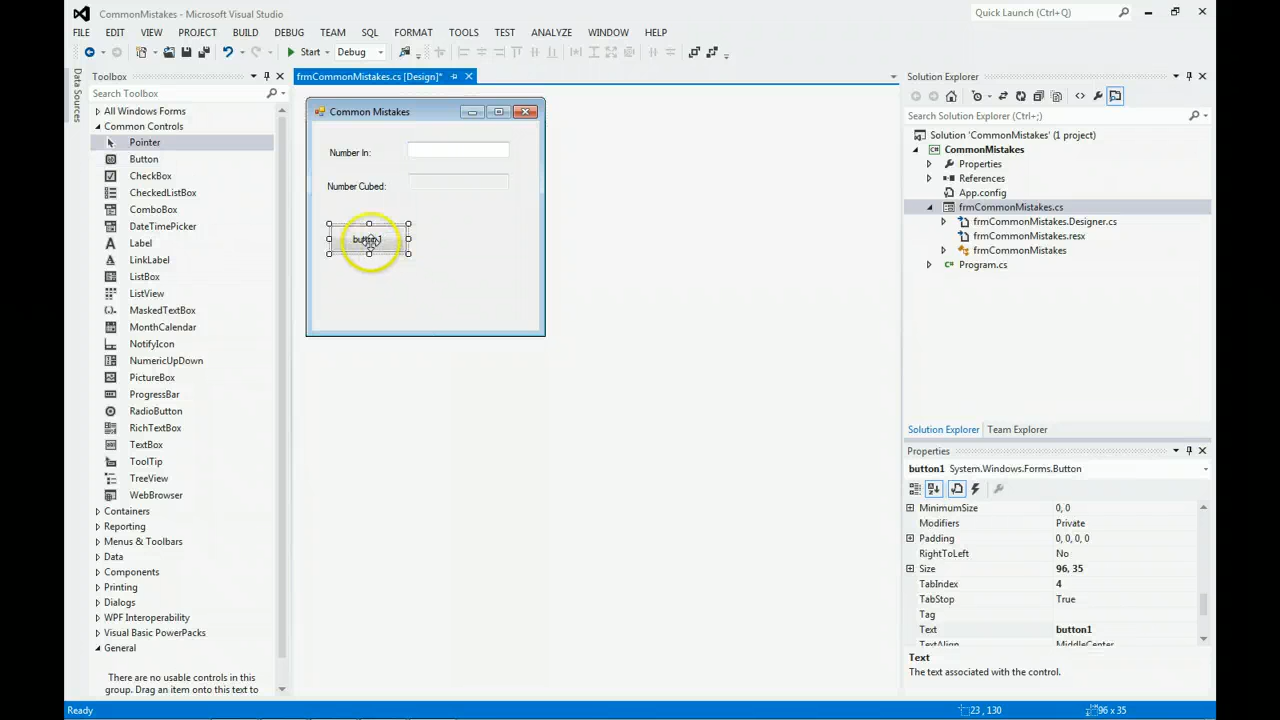 CommonMistakes - Microsoft Visual Studio
Quick Launch (Ctrl+Q)
FILE EDIT VIEW PROJECT BUILD DEBUG TEAM SQL FORMAT TOOLS TEST ANALYZE WINDOW HELP
Start Debug
Data Sources
Toolbox
Search Toolbox
All Windows Forms
Common Controls
Pointer
Button
CheckBox
CheckedListBox
ComboBox
DateTimePicker
Label
LinkLabel
ListBox
ListView
MaskedTextBox
MonthCalendar
NotifyIcon
NumericUpDown
PictureBox
ProgressBar
RadioButton
RichTextBox
TextBox
ToolTip
TreeView
WebBrowser
Containers
Reporting
Menus & Toolbars
Data
Components
Printing
Dialogs
WPF Interoperability
Visual Basic PowerPacks
General
There are no usable controls in this
group. Drag an item onto this text to
frmCommonMistakes.cs [Design]*
Common Mistakes
Number In:
Number Cubed:
button1
Solution Explorer
Search Solution Explorer (Ctrl+;)
Solution 'CommonMistakes' (1 project)
CommonMistakes
Properties
References
App.config
frmCommonMistakes.cs
frmCommonMistakes.Designer.cs
frmCommonMistakes.resx
frmCommonMistakes
Program.cs
Solution Explorer Team Explorer
Properties
button1 System.Windows.Forms.Button
MinimumSize 0, 0
Modifiers Private
Padding 0, 0, 0, 0
RightToLeft No
Size 96, 35
TabIndex 4
TabStop True
Tag
Text button1
TextAlign MiddleCenter
Text
The text associated with the control.
Ready 23 , 130 96 x 35